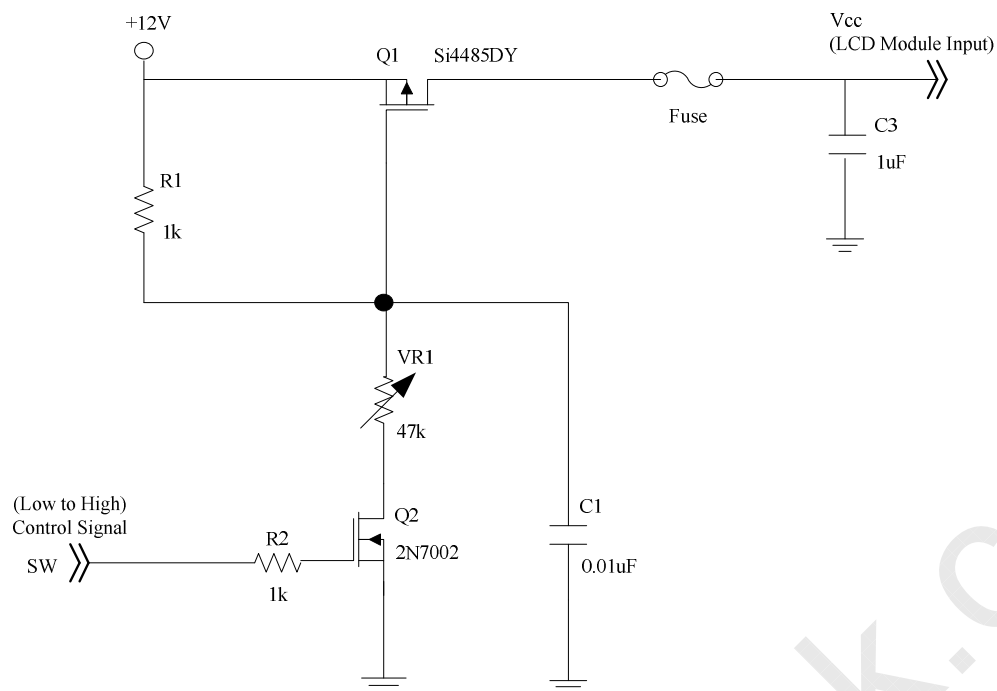 +12V
Vcc
(LCD Module Input)
Q1
Si4485DY
Fuse
C3
1uF
R1
1k
VR1
47k
(Low to High)
Control Signal
SW
R2
1k
Q2
2N7002
C1
0.01uF